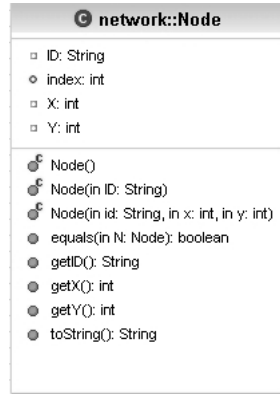 C network::Node
ID: String
index: int
X: int
Y: int
C Node()
C Node(in ID: String)
C Node(in id: String, in x: int, in y: int)
equals(in N: Node): boolean
getID(): String
getX(): int
getY(): int
toString(): String